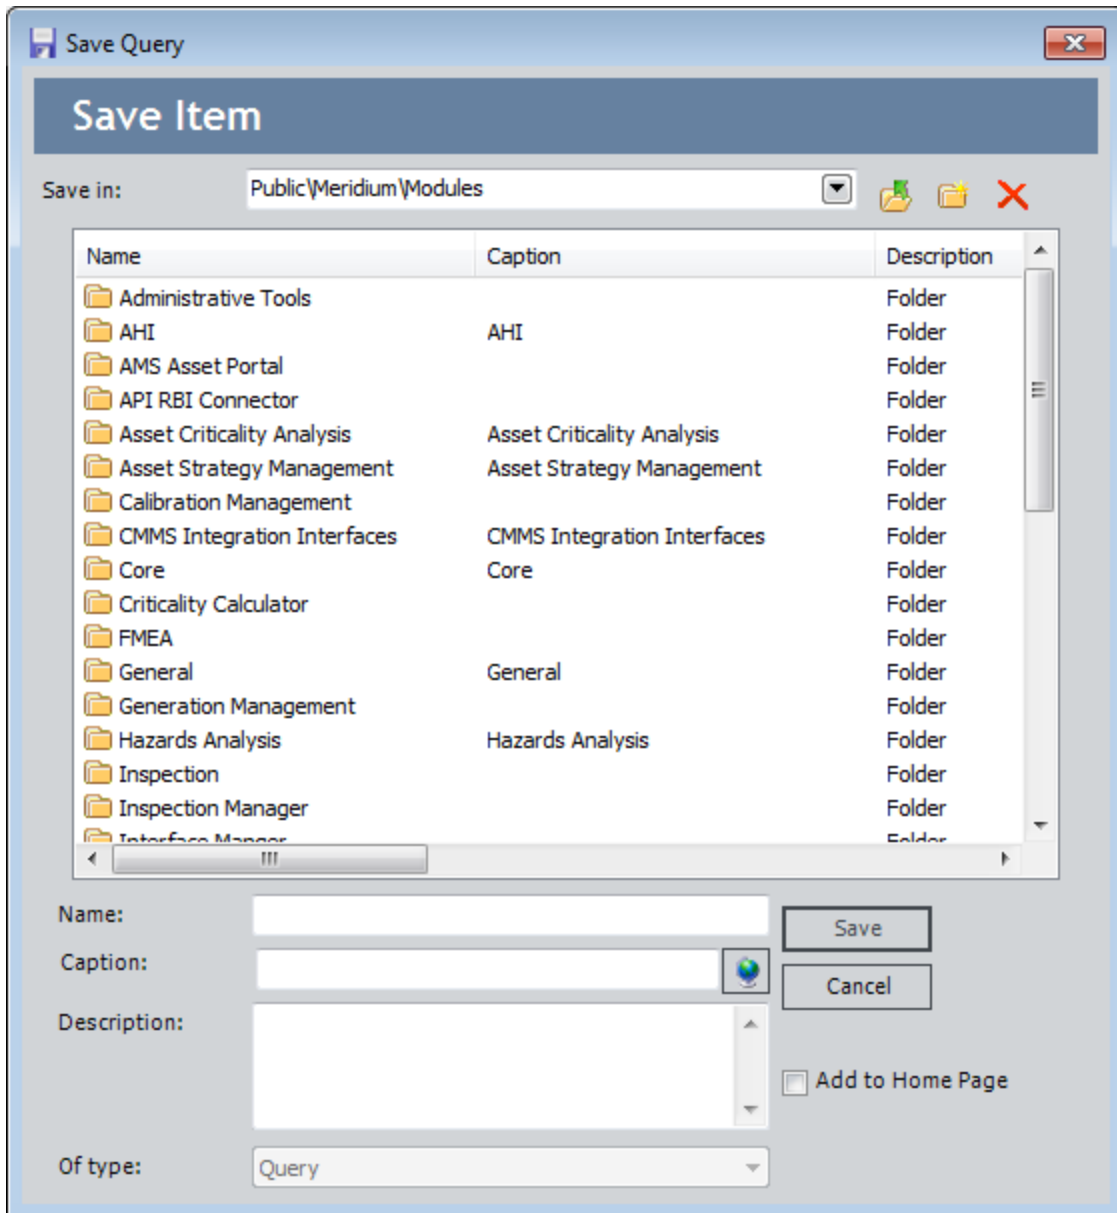 Save Query
Save Item
Save in: Public\Meridium\Modules
Name Caption Description
Administrative Tools Folder
AHI AHI Folder
AMS Asset Portal Folder
API RBI Connector Folder
Asset Criticality Analysis Asset Criticality Analysis Folder
Asset Strategy Management Asset Strategy Management Folder
Calibration Management Folder
CMMS Integration Interfaces CMMS Integration Interfaces Folder
Core Core Folder
Criticality Calculator Folder
FMEA Folder
General General Folder
Generation Management Folder
Hazards Analysis Hazards Analysis Folder
Inspection Folder
Inspection Manager Folder
Interface Manger Folder
Name: Save
Caption: Cancel
Description:
Add to Home Page
Of type: Query